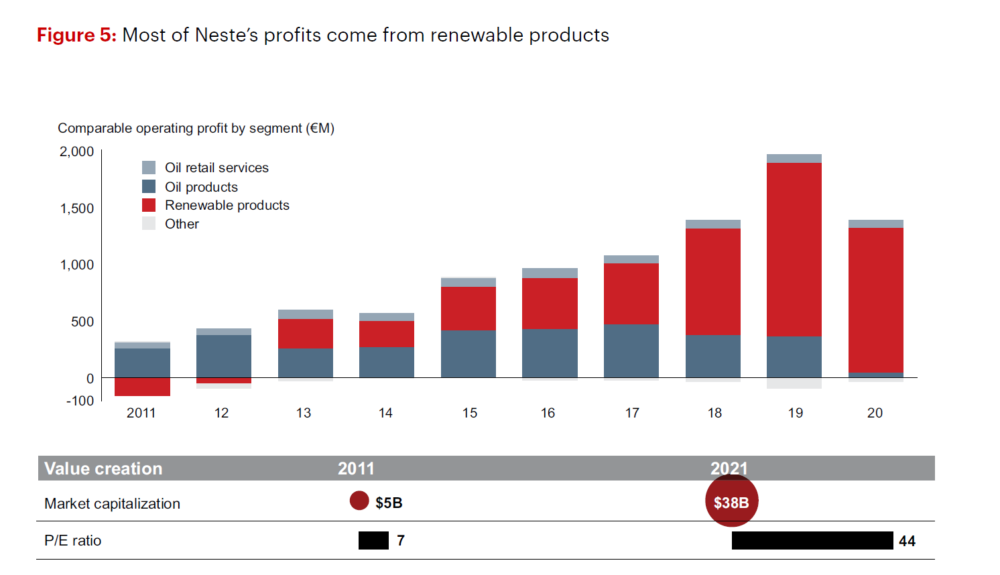 Figure 5: Most of Neste’s profits come from renewable products
Comparable operating profit by segment (€M)
2,000
1,500
1,000
500
0
-100
Oil retail services
Oil products
Renewable products
Other
2011 12 13 14 15 16 17 18 19 20
Value creation 2011 2021
Market capitalization $5B $38B
P/E ratio 7 44